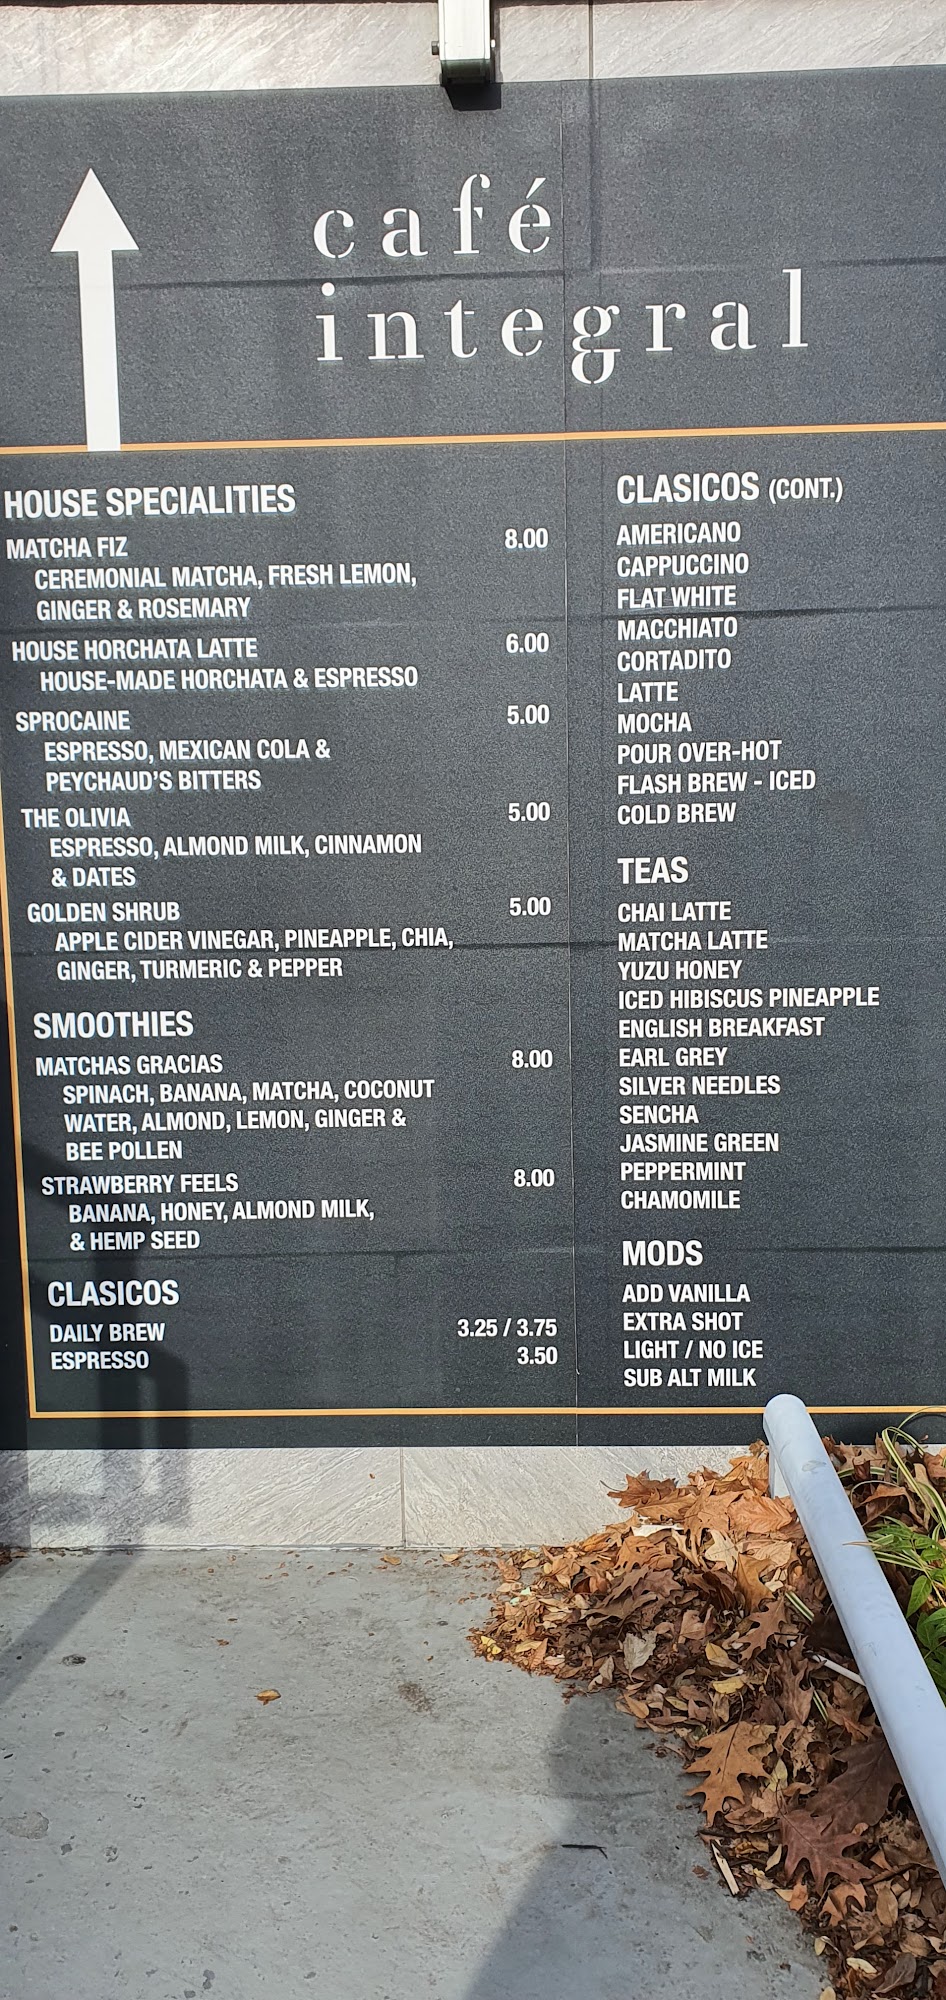 café
integral
HOUSE SPECIALITIES
MATCHA FIZ 8.00
CEREMONIAL MATCHA, FRESH LEMON,
GINGER & ROSEMARY
HOUSE HORCHATA LATTE 6.00
HOUSE-MADE HORCHATA & ESPRESSO
SPROCAINE 5.00
ESPRESSO, MEXICAN COLA &
PEYCHAUD'S BITTERS
THE OLIVIA 5.00
ESPRESSO, ALMOND MILK, CINNAMON
& DATES
GOLDEN SHRUB 5.00
APPLE CIDER VINEGAR, PINEAPPLE, CHIA,
GINGER, TURMERIC & PEPPER
SMOOTHIES
MATCHAS GRACIAS 8.00
SPINACH, BANANA, MATCHA, COCONUT
WATER, ALMOND, LEMON, GINGER &
BEE POLLEN
STRAWBERRY FEELS 8.00
BANANA, HONEY, ALMOND MILK,
& HEMP SEED
CLASICOS
DAILY BREW 3.25 / 3.75
ESPRESSO 3.50
CLASICOS (CONT.)
AMERICANO
CAPPUCCINO
FLAT WHITE
MACCHIATO
CORTADITO
LATTE
MOCHA
POUR OVER-HOT
FLASH BREW - ICED
COLD BREW
TEAS
CHAI LATTE
MATCHA LATTE
YUZU HONEY
ICED HIBISCUS PINEAPPLE
ENGLISH BREAKFAST
EARL GREY
SILVER NEEDLES
SENCHA
JASMINE GREEN
PEPPERMINT
CHAMOMILE
MODS
ADD VANILLA
EXTRA SHOT
LIGHT / NO ICE
SUB ALT MILK